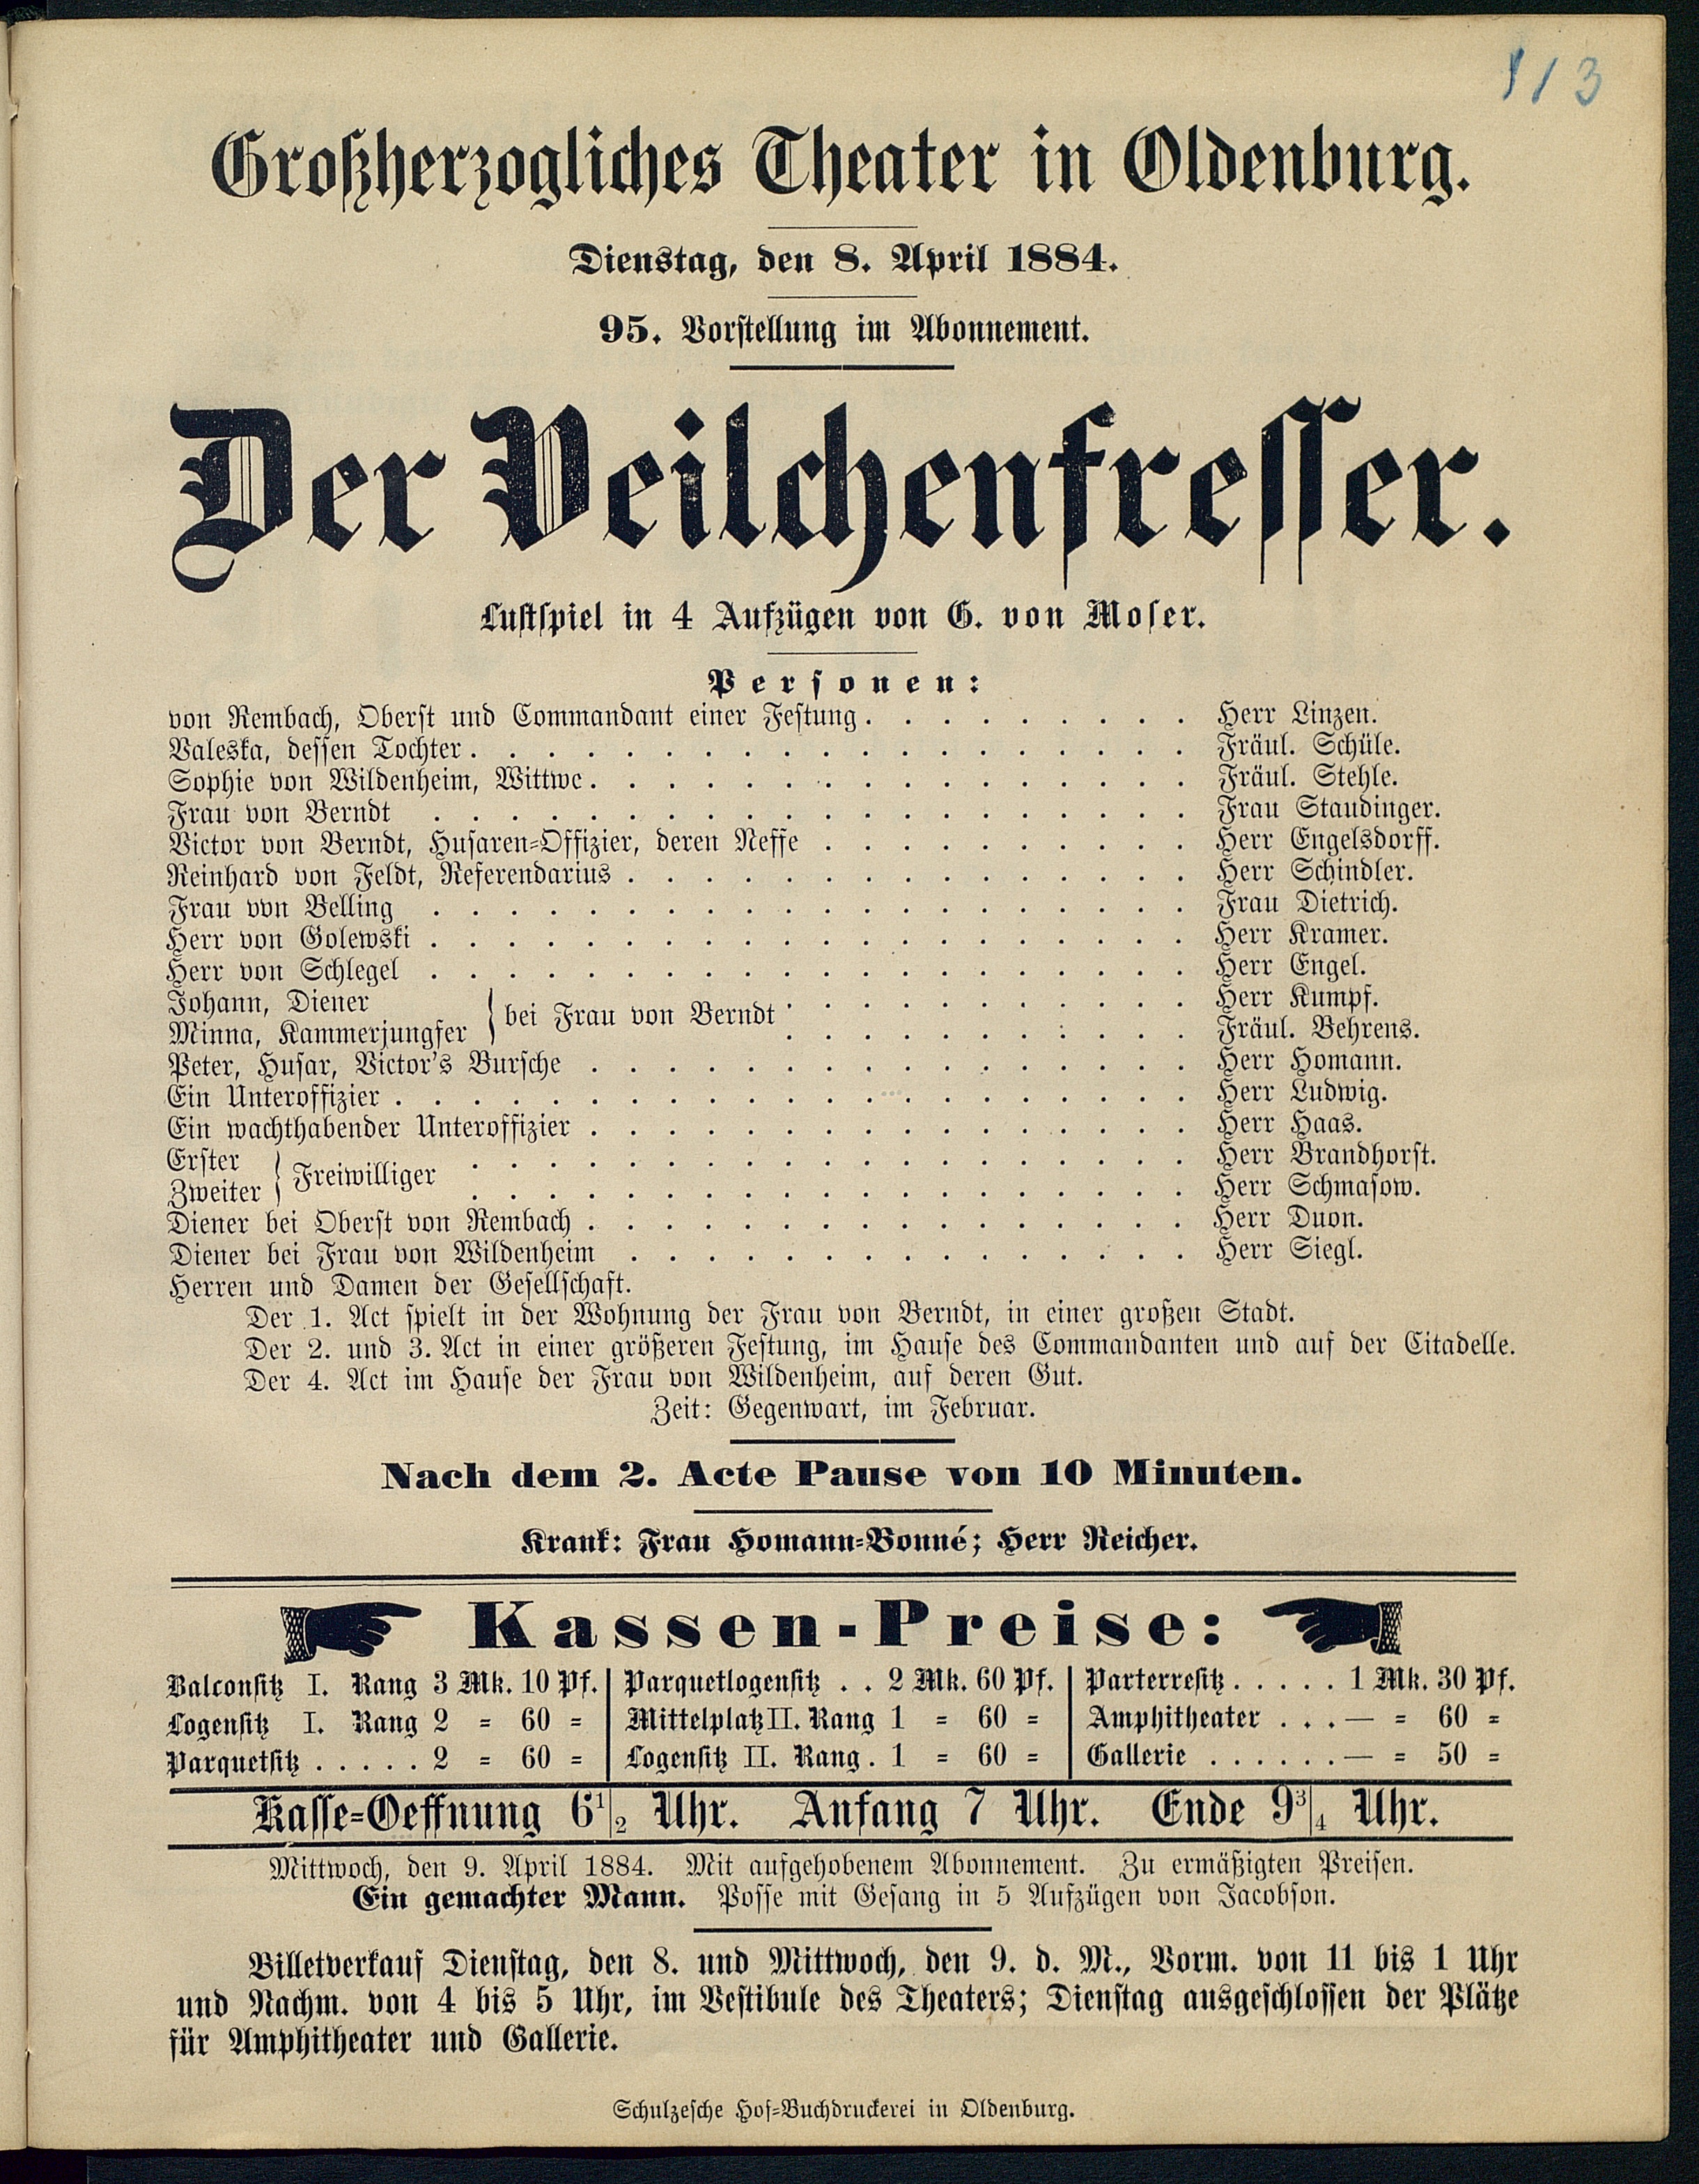 113
Großherzogliches Theater in Oldenburg.
Dienstag, den 8. April 1884.
95. Vorstellung im Abonnement.
Der Veilchenfresser.
Lustspiel in 4 Aufzügen von G. von Moser.
Personen:
von Rembach, Oberst und Commandant einer Festung. . . . . . . . . Herr Linzen.
Valeska, dessen Tochter. . . . . . . . . . . . . . . . . . . Fräul. Schüle.
Sophie von Wildenheim, Wittwe. . . . . . . . . . . . . . . . Fräul. Stehle.
Frau von Berndt . . . . . . . . . . . . . . . . . . . . Frau Staudinger.
Victor von Berndt, Husaren-Offizier, deren Neffe . . . . . . . . . . Herr Engelsdorff.
Reinhard von Feldt, Referendarius . . . . . . . . . . . . . . . Herr Schindler.
Frau von Belling . . . . . . . . . . . . . . . . . . . . Frau Dietrich.
Herr von Golewski . . . . . . . . . . . . . . . . . . . . Herr Kramer.
Herr von Schlegel . . . . . . . . . . . . . . . . . . . . Herr Engel.
Johann, Diener } bei Frau von Berndt . . . . . . . . . . . Herr Kumpf.
Minna, Kammerjungfer . . . . . . . . . . . Fräul. Behrens.
Peter, Husar, Victor's Bursche . . . . . . . . . . . . . . . . Herr Homann.
Ein Unteroffizier . . . . . . . . . . . . . . . . . . . . . Herr Ludwig.
Ein wachthabender Unteroffizier . . . . . . . . . . . . . . . . Herr Haas.
Erster } Freiwilliger . . . . . . . . . . . . . . . . . . . Herr Brandhorst.
Zweiter . . . . . . . . . . . . . . . . . . . Herr Schmasow.
Diener bei Oberst von Rembach . . . . . . . . . . . . . . . . Herr Duon.
Diener bei Frau von Wildenheim . . . . . . . . . . . . . . . Herr Siegl.
Herren und Damen der Gesellschaft.
Der 1. Act spielt in der Wohnung der Frau von Berndt, in einer großen Stadt.
Der 2. und 3. Act in einer größeren Festung, im Hause des Commandanten und auf der Citadelle.
Der 4. Act im Hause der Frau von Wildenheim, auf deren Gut.
Zeit: Gegenwart, im Februar.
Nach dem 2. Acte Pause von 10 Minuten.
Krank: Frau Homann-Bonné; Herr Reicher.
Kassen-Preise:
Balconsitz I. Rang 3 Mk. 10 Pf. | Parquetlogensitz . . 2 Mk. 60 Pf. | Parterresitz . . . . . 1 Mk. 30 Pf.
Logensitz I. Rang 2 = 60 = | Mittelplatz II. Rang 1 = 60 = | Amphitheater . . . — = 60 =
Parquetsitz . . . . . 2 = 60 = | Logensitz II. Rang . 1 = 60 = | Gallerie . . . . . . — = 50 =
Kasse-Oeffnung 6 1/2 Uhr. Anfang 7 Uhr. Ende 9 3/4 Uhr.
Mittwoch, den 9. April 1884. Mit aufgehobenem Abonnement. Zu ermäßigten Preisen.
Ein gemachter Mann. Posse mit Gesang in 5 Aufzügen von Jacobson.
Billetverkauf Dienstag, den 8. und Mittwoch, den 9. d. M., Vorm. von 11 bis 1 Uhr
und Nachm. von 4 bis 5 Uhr, im Vestibule des Theaters; Dienstag ausgeschlossen der Plätze
für Amphitheater und Gallerie.
Schulzesche Hof-Buchdruckerei in Oldenburg.